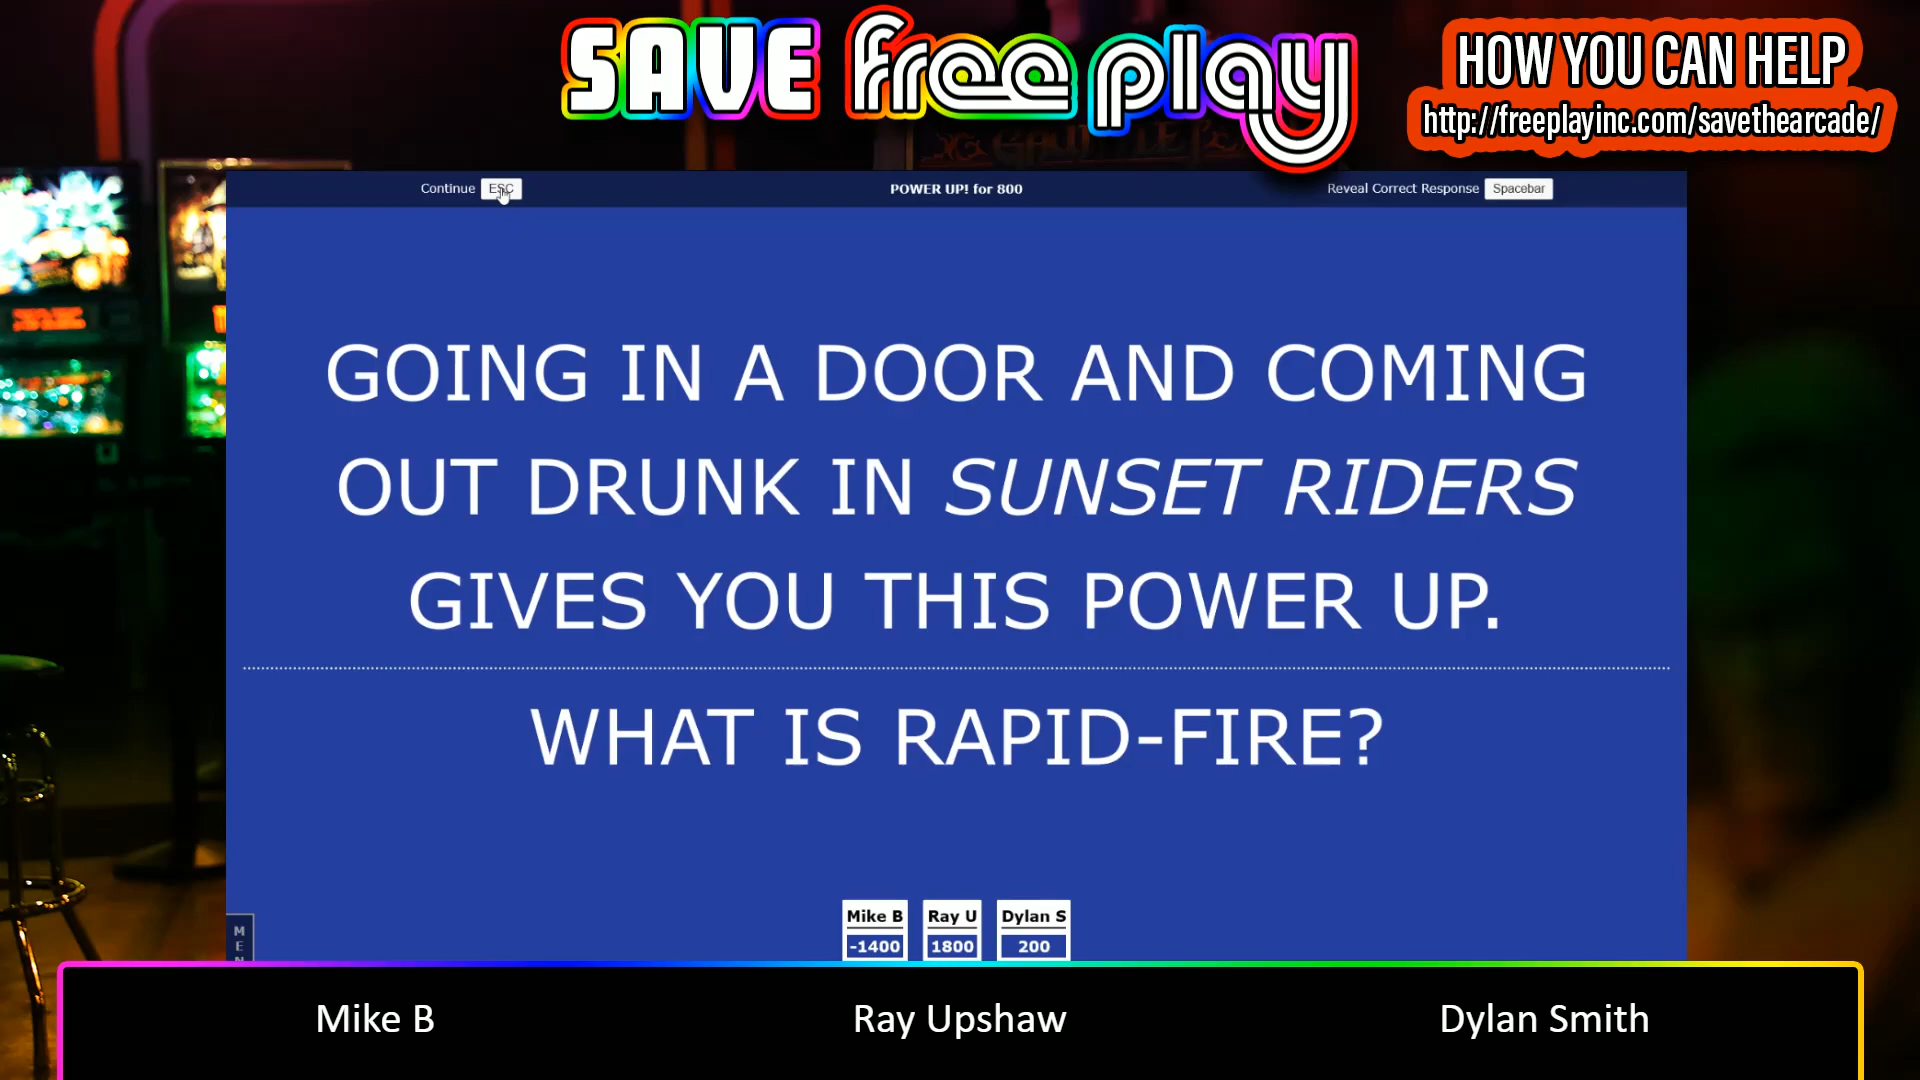 SAVE free play
HOW YOU CAN HELP
http://freeplayinc.com/savethearcade/
Continue ESC
POWER UP! for 800
Reveal Correct Response Spacebar
GOING IN A DOOR AND COMING
OUT DRUNK IN SUNSET RIDERS
GIVES YOU THIS POWER UP.
WHAT IS RAPID-FIRE?
Mike B
-1400
Ray U
1800
Dylan S
200
Mike B
Ray Upshaw
Dylan Smith